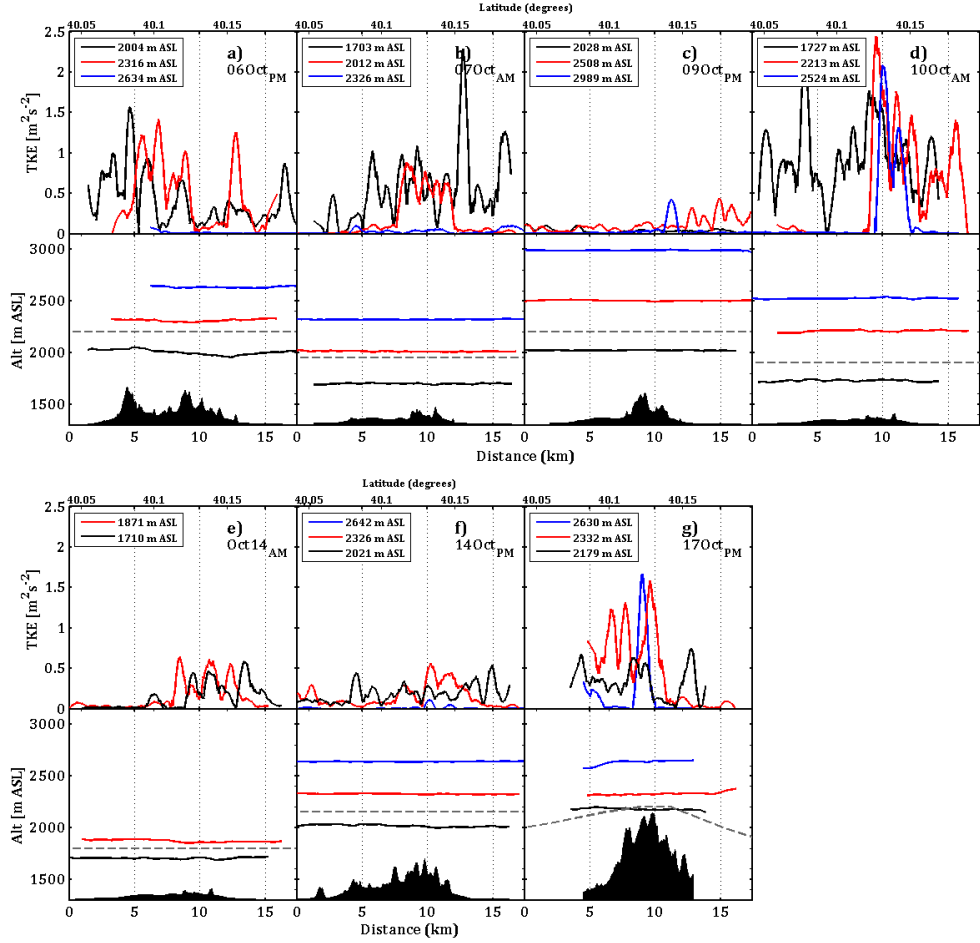 Latitude (degrees)
40.05 40.1 40.15 40.05 40.1 40.15 40.05 40.1 40.15 40.05 40.1 40.15
2.5
2
1.5
1
0.5
0
TKE [m²s⁻²]
2004 m ASL
2316 m ASL
2634 m ASL
a)
06Oct PM
1703 m ASL
2012 m ASL
2326 m ASL
b)
07Oct AM
2028 m ASL
2508 m ASL
2989 m ASL
c)
09Oct PM
1727 m ASL
2213 m ASL
2524 m ASL
d)
10Oct AM
3000
2500
2000
1500
Alt [m ASL]
0 5 10 15 0 5 10 15 0 5 10 15 0 5 10 15
Distance (km)
Latitude (degrees)
40.05 40.1 40.15 40.05 40.1 40.15 40.05 40.1 40.15
2.5
2
1.5
1
0.5
0
TKE [m²s⁻²]
1871 m ASL
1710 m ASL
e)
Oct14 AM
2642 m ASL
2326 m ASL
2021 m ASL
f)
14Oct PM
2630 m ASL
2332 m ASL
2179 m ASL
g)
17Oct PM
3000
2500
2000
1500
Alt [m ASL]
0 5 10 15 0 5 10 15 0 5 10 15
Distance (km)